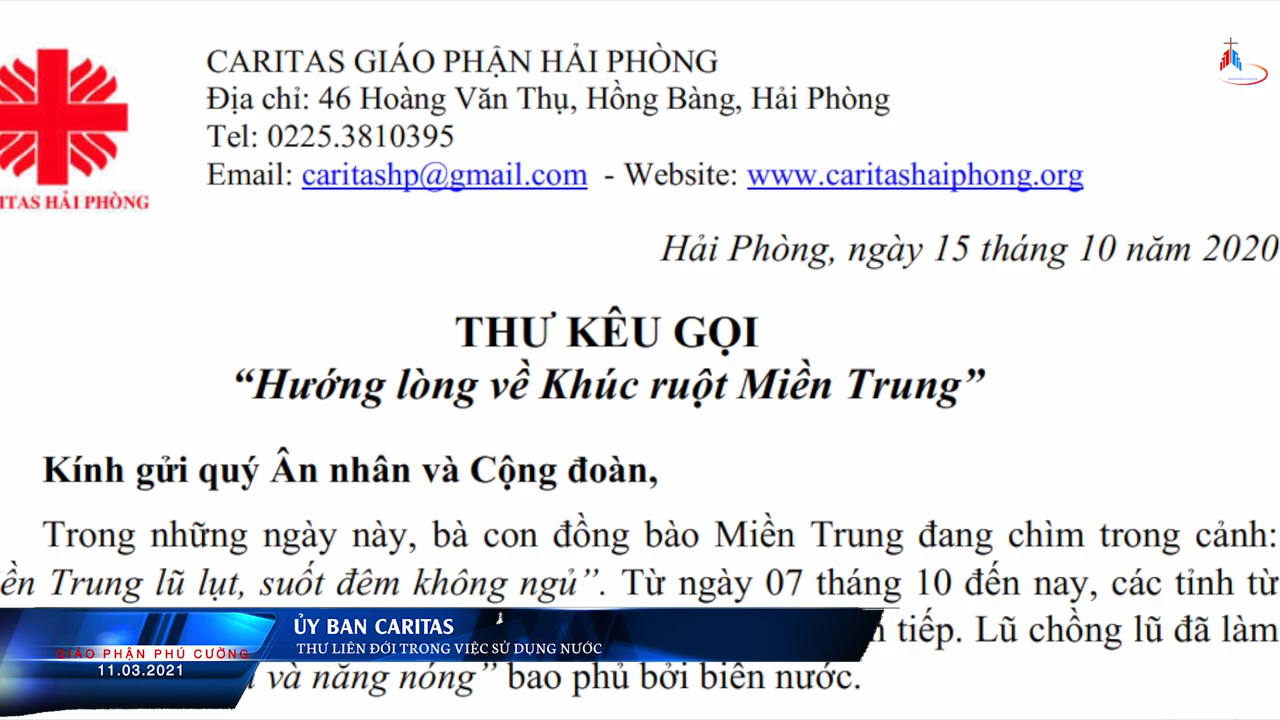 CARITAS GIÁO PHẬN HẢI PHÒNG
Địa chỉ: 46 Hoàng Văn Thụ, Hồng Bàng, Hải Phòng
Tel: 0225.3810395
Email: caritashp@gmail.com - Website: www.caritashaiphong.org
ITAS HẢI PHÒNG
Hải Phòng, ngày 15 tháng 10 năm 2020
THƯ KÊU GỌI
“Hướng lòng về Khúc ruột Miền Trung”
Kính gửi quý Ân nhân và Cộng đoàn,
Trong những ngày này, bà con đồng bào Miền Trung đang chìm trong cảnh:
ền Trung lũ lụt, suốt đêm không ngủ”. Từ ngày 07 tháng 10 đến nay, các tỉnh từ
tiếp. Lũ chồng lũ đã làm
và năng nóng” bao phủ bởi biên nước.
ỦY BAN CARITAS
THƯ LIÊN ĐỚI TRONG VIỆC SỬ DỤNG NƯỚC
GIÁO PHẬN PHÚ CƯỜNG
11.03.2021